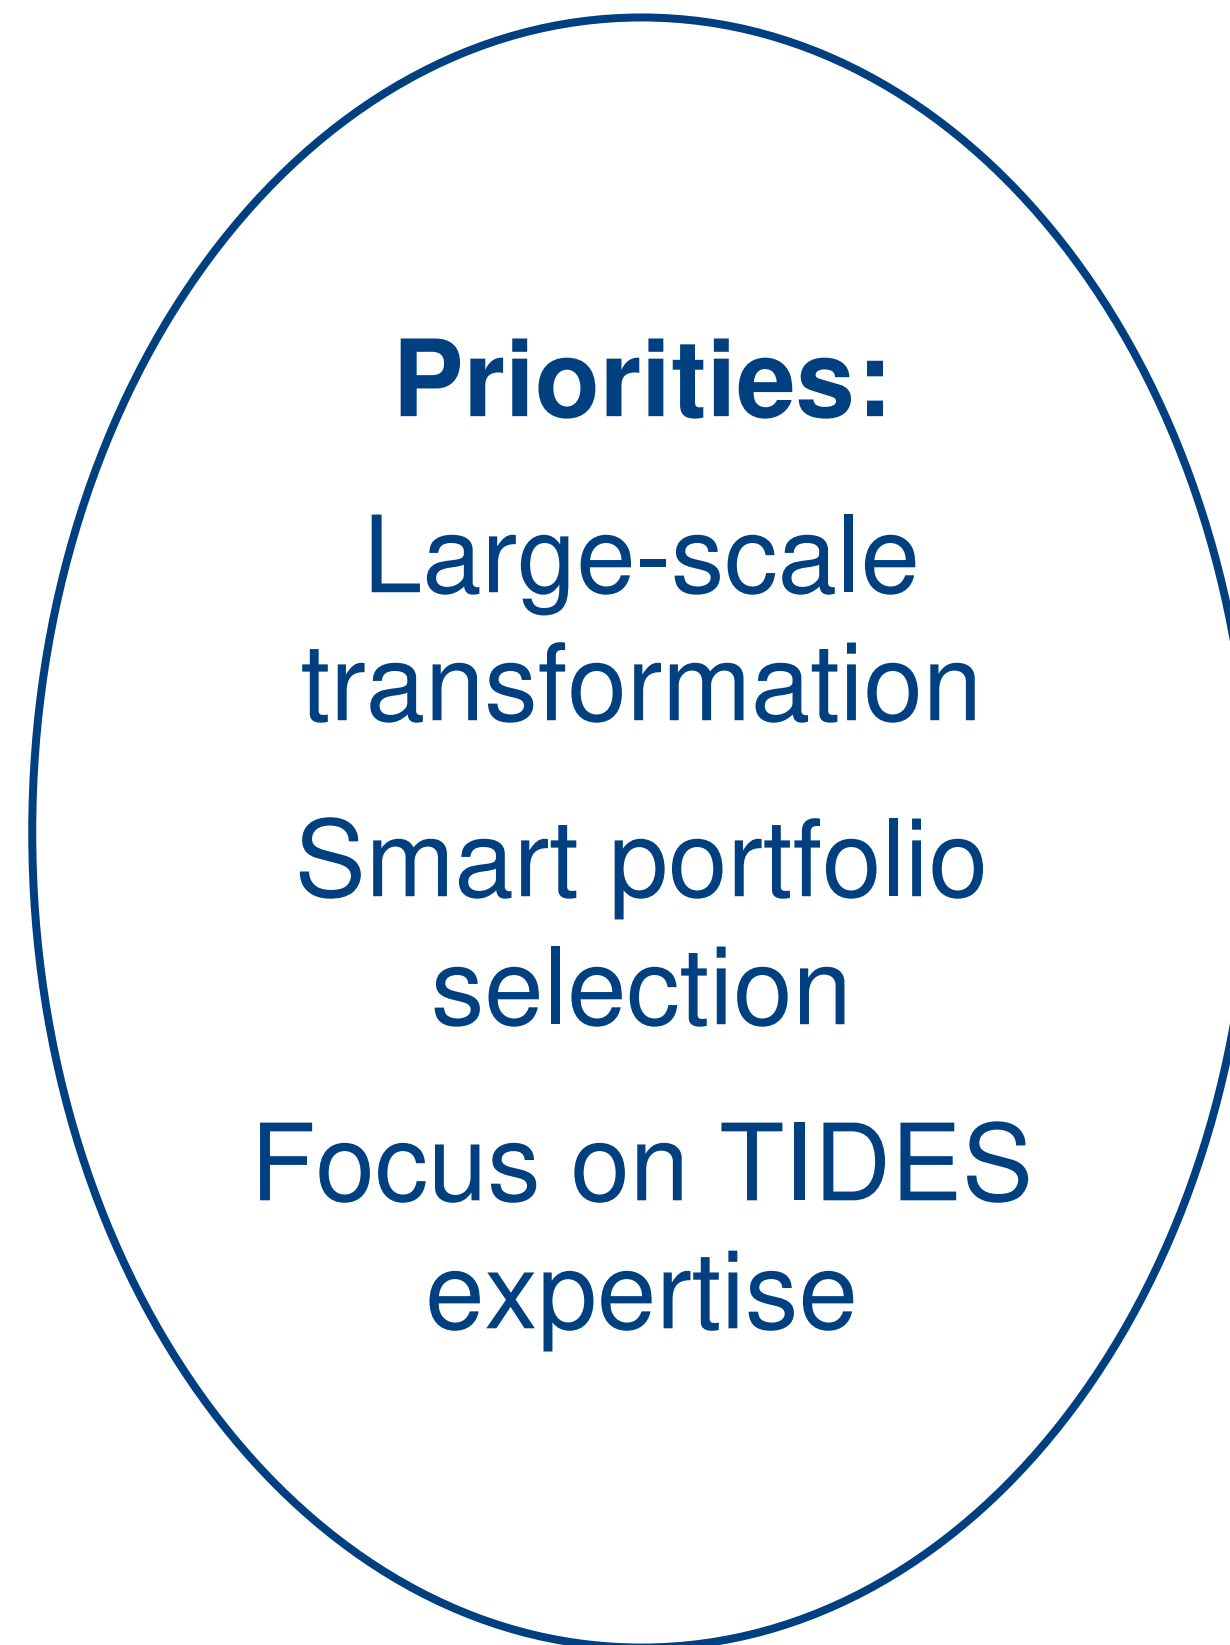 Priorities:
Large-scale
transformation
Smart portfolio
selection
Focus on TIDES
expertise